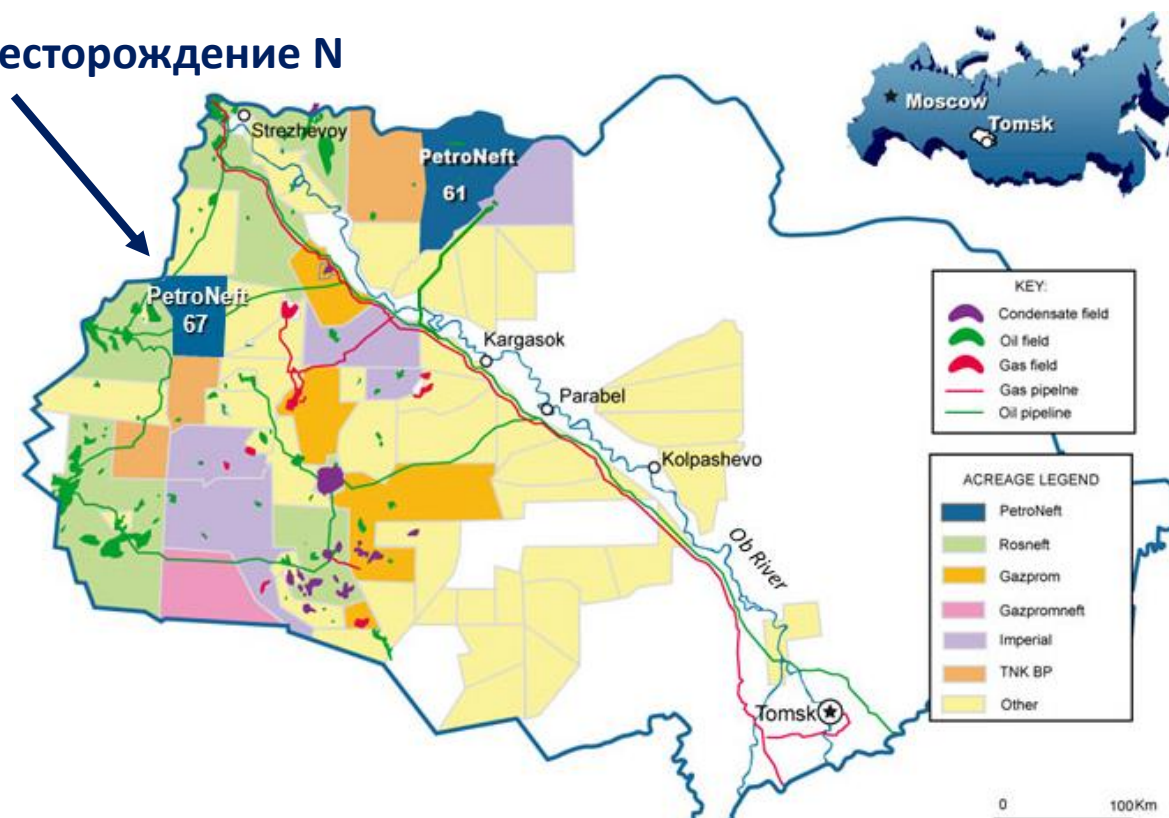 есторождение N
Moscow
Tomsk
Strezhevoy
PetroNeft
61
PetroNeft
67
Kargasok
Parabel
Kolpashevo
Ob River
Tomsk
KEY:
Condensate field
Oil field
Gas field
Gas pipelne
Oil pipeline
ACREAGE LEGEND
PetroNeft
Rosneft
Gazprom
Gazpromneft
Imperial
TNK BP
Other
0 100Km